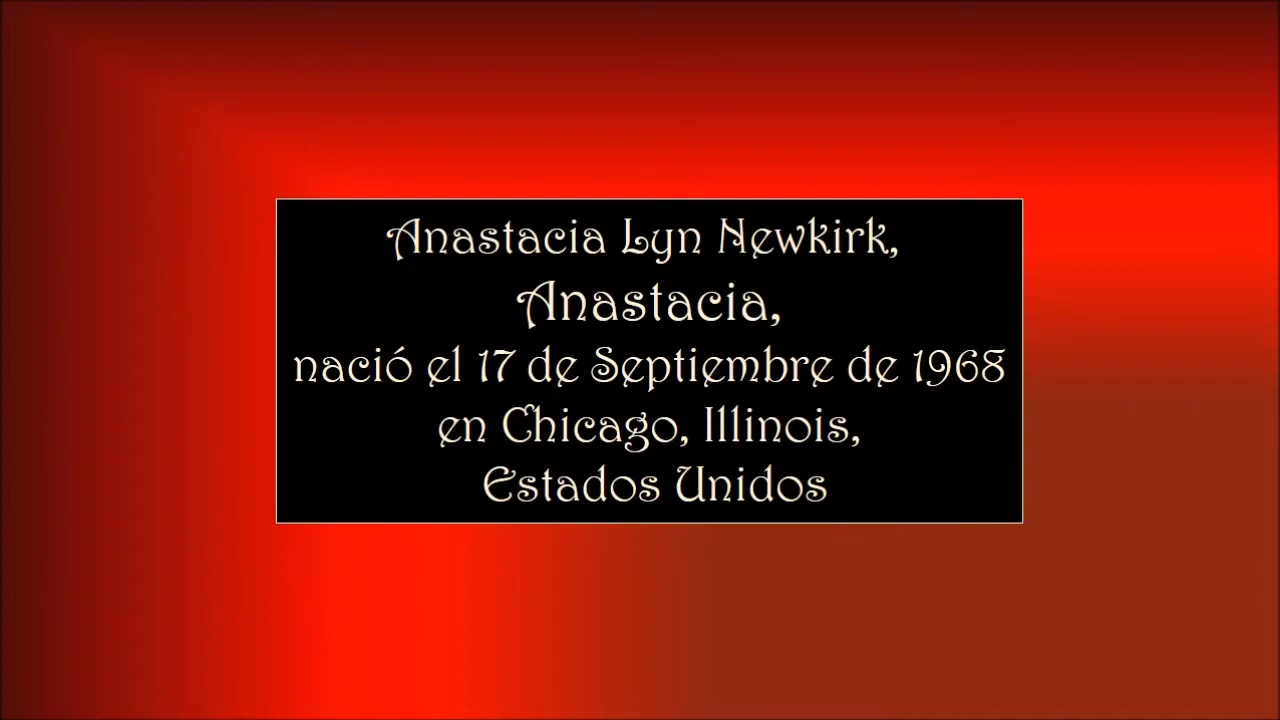 Anastacia Lyn Newkirk,
Anastacia,
nació el 17 de Septiembre de 1968
en Chicago, Illinois,
Estados Unidos